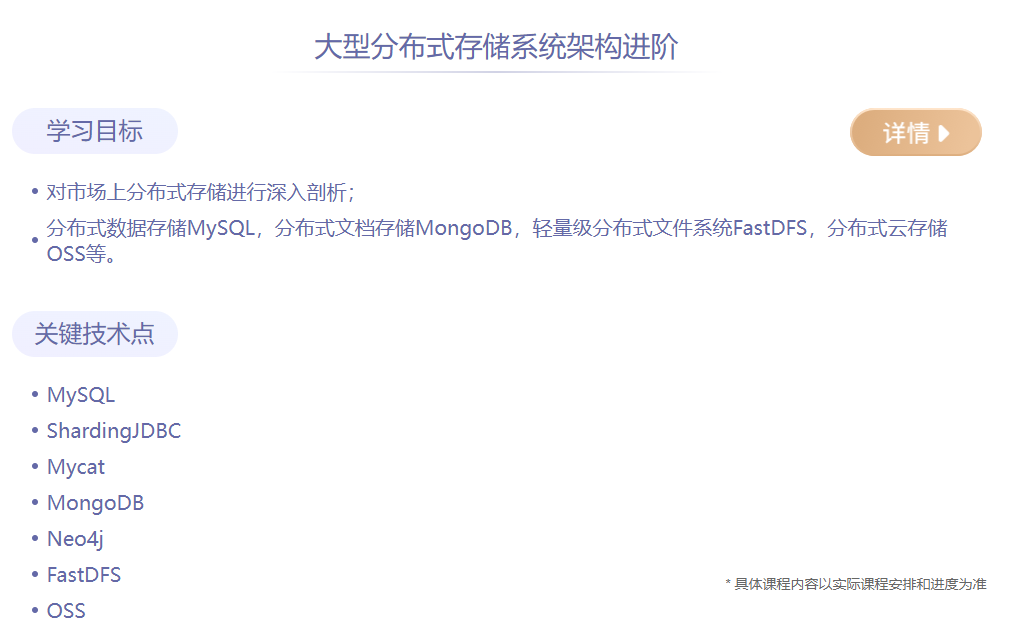 大型分布式存储系统架构进阶
学习目标
详情
• 对市场上分布式存储进行深入剖析；
• 分布式数据存储MySQL，分布式文档存储MongoDB，轻量级分布式文件系统FastDFS，分布式云存储
OSS等。
关键技术点
• MySQL
• ShardingJDBC
• Mycat
• MongoDB
• Neo4j
• FastDFS
• OSS
* 具体课程内容以实际课程安排和进度为准